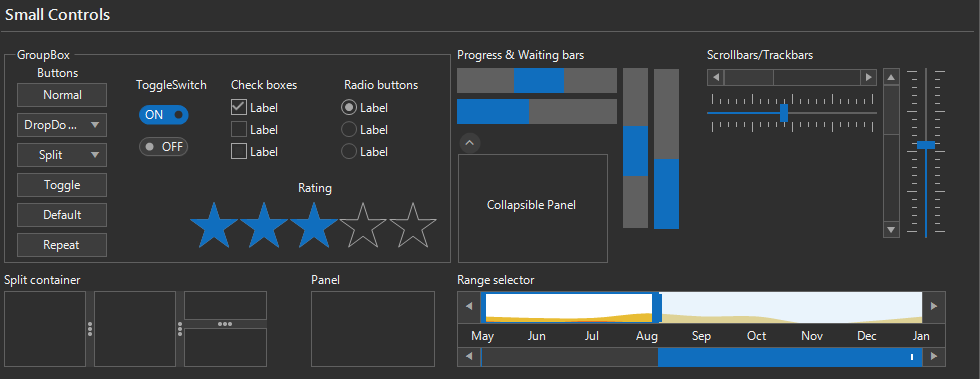 Small Controls
GroupBox
Buttons
Normal
DropDo ...
Split
Toggle
Default
Repeat
ToggleSwitch
ON
OFF
Check boxes
Label
Label
Label
Radio buttons
Label
Label
Label
Rating
Progress & Waiting bars
Collapsible Panel
Scrollbars/Trackbars
Split container
Panel
Range selector
May Jun Jul Aug Sep Oct Nov Dec Jan